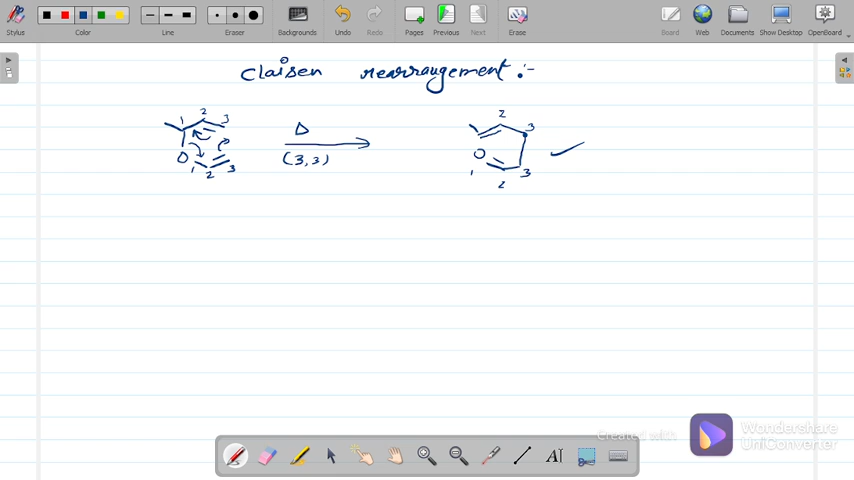 Stylus
Color
Line
Eraser
Backgrounds
Undo
Redo
Pages
Previous
Next
Erase
Board
Web
Documents
Show Desktop
OpenBoard
Claisen rearrangement :-
1 2 3
Δ
2
3
O
(3,3)
O
1 2 3
1
2
3
A
Created with
Wondershare
UniConverter